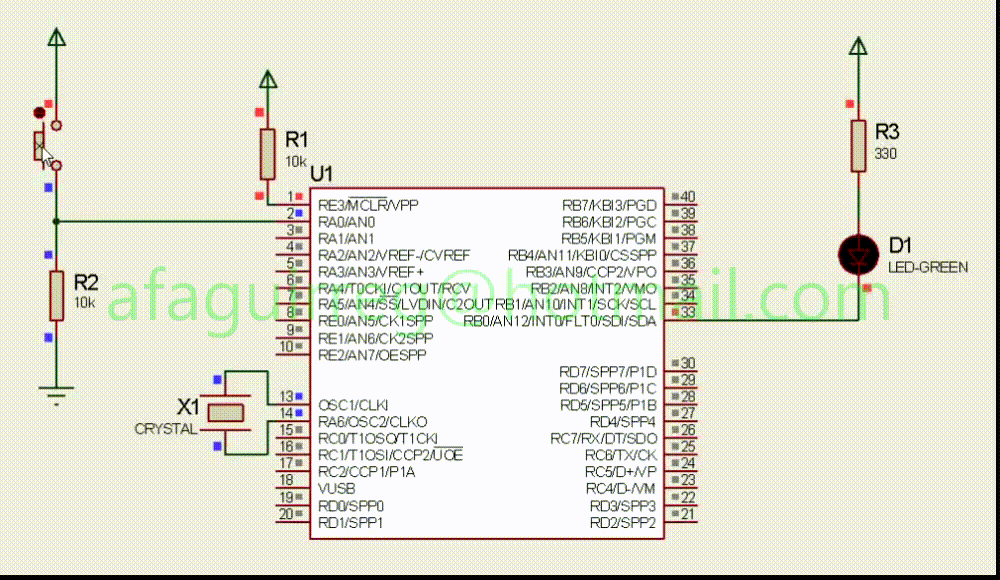 R1
10k
U1
R2
10k
X1
CRYSTAL
1
2
3
4
5
6
7
8
9
10
13
14
15
16
17
18
19
20
RE3/MCLR/VPP
RA0/AN0
RA1/AN1
RA2/AN2/VREF-/CVREF
RA3/AN3/VREF+
RA4/T0CKI/C1OUT/RCV
RA5/AN4/SS/LVDIN/C2OUT
RE0/AN5/CK1SPP
RE1/AN6/CK2SPP
RE2/AN7/OESPP
OSC1/CLKI
RA6/OSC2/CLKO
RC0/T1OSO/T1CKI
RC1/T1OSI/CCP2/UOE
RC2/CCP1/P1A
VUSB
RD0/SPP0
RD1/SPP1
RB7/KBI3/PGD
RB6/KBI2/PGC
RB5/KBI1/PGM
RB4/AN11/KBI0/CSSPP
RB3/AN9/CCP2/VPO
RB2/AN8/INT2/VMO
RB1/AN10/INT1/SCK/SCL
RB0/AN12/INT0/FLT0/SDI/SDA
RD7/SPP7/P1D
RD6/SPP6/P1C
RD5/SPP5/P1B
RD4/SPP4
RC7/RX/DT/SDO
RC6/TX/CK
RC5/D+/VP
RC4/D-/VM
RD3/SPP3
RD2/SPP2
40
39
38
37
36
35
34
33
30
29
28
27
26
25
24
23
22
21
R3
330
D1
LED-GREEN